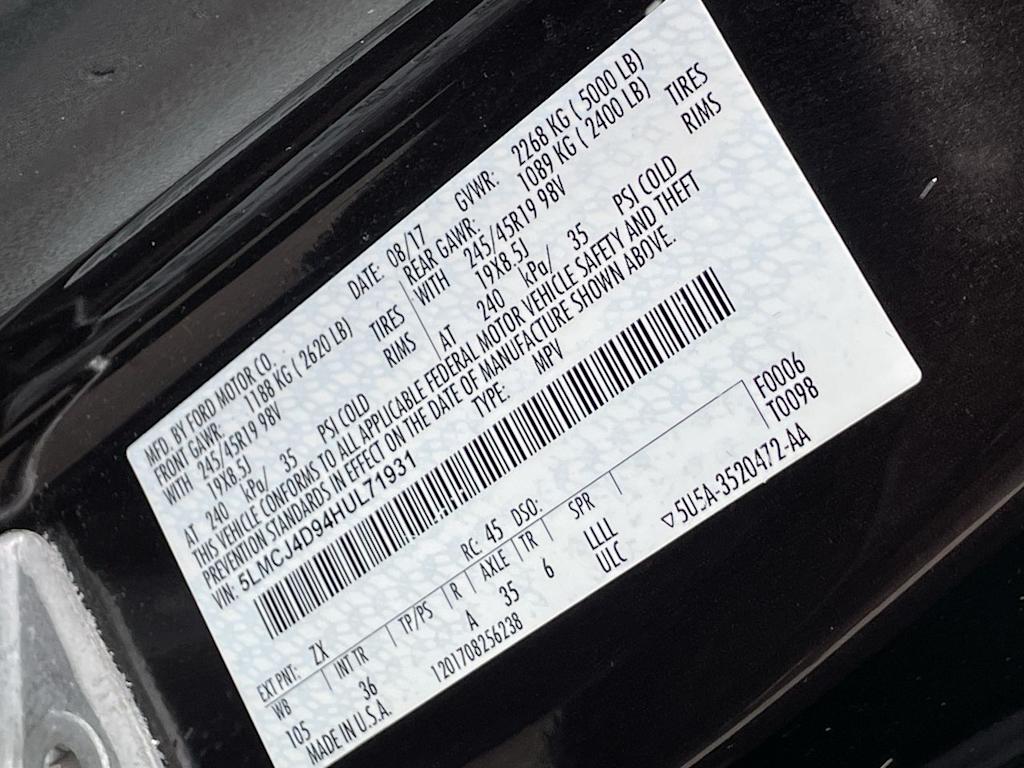 MFD. BY FORD MOTOR CO.
DATE: 08/17 GVWR: 2268 KG ( 5000 LB)
FRONT GAWR: 1188 KG ( 2620 LB) REAR GAWR: 1089 KG ( 2400 LB)
WITH 245/45R19 98V TIRES WITH 245/45R19 98V TIRES
19X8.5J RIMS 19X8.5J RIMS
AT 240 kPa/ 35 PSI COLD AT 240 kPa/ 35 PSI COLD
THIS VEHICLE CONFORMS TO ALL APPLICABLE FEDERAL MOTOR VEHICLE SAFETY AND THEFT
PREVENTION STANDARDS IN EFFECT ON THE DATE OF MANUFACTURE SHOWN ABOVE.
VIN: 5LMCJ4D94HUL71931 TYPE: MPV
EXT PNT: ZX RC: 45 DSO: F0006
WB INT TR TP/PS R AXLE TR SPR T0098
105 36 A 35 6 LLLL
MADE IN U.S.A. 1201708256238 ULC ▽5U5A-3520472-AA